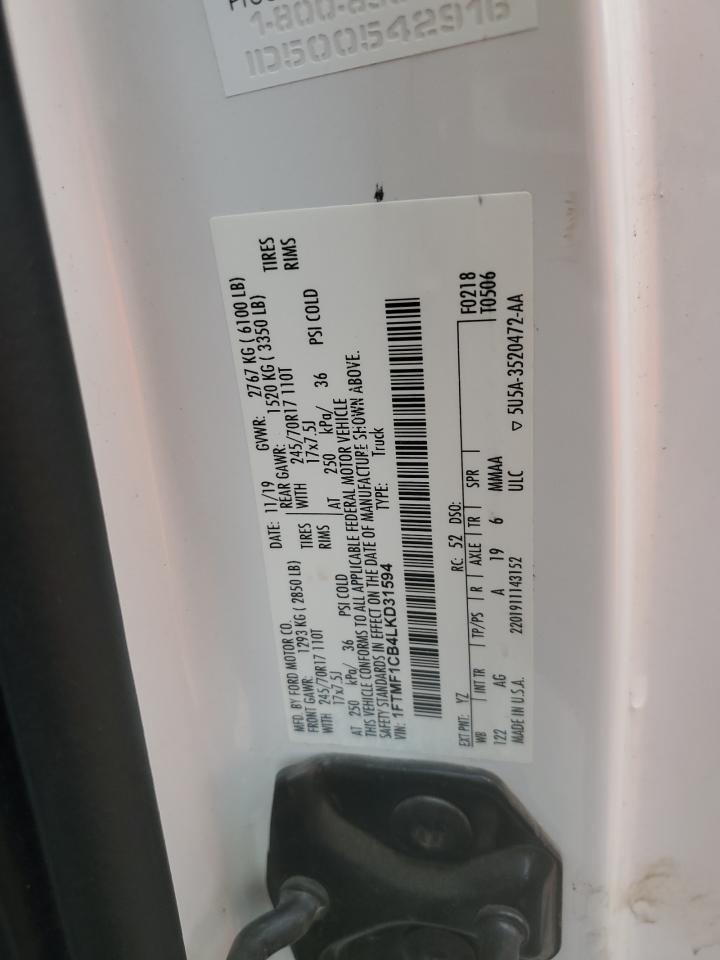 1-800-
IID500542916
MFD. BY FORD MOTOR CO.
DATE: 11/19 GVWR: 2767 KG ( 6100 LB)
FRONT GAWR: 1293 KG ( 2850 LB) REAR GAWR: 1520 KG ( 3350 LB)
WITH 245/70R17 110T TIRES WITH 245/70R17 110T TIRES
17x7.5J RIMS 17x7.5J RIMS
AT 250 kPa/ 36 PSI COLD AT 250 kPa/ 36 PSI COLD
THIS VEHICLE CONFORMS TO ALL APPLICABLE FEDERAL MOTOR VEHICLE
SAFETY STANDARDS IN EFFECT ON THE DATE OF MANUFACTURE SHOWN ABOVE.
VIN: 1FTMF1CB4LKD31594 TYPE: Truck
F0218
T0506
EXT PNT: YZ RC: 52 DSO:
WB INT TR TP/PS R AXLE TR SPR
122 AG A 19 6 MMAA
MADE IN U.S.A. 2201911143152 ULC ▽ 5U5A-3520472-AA